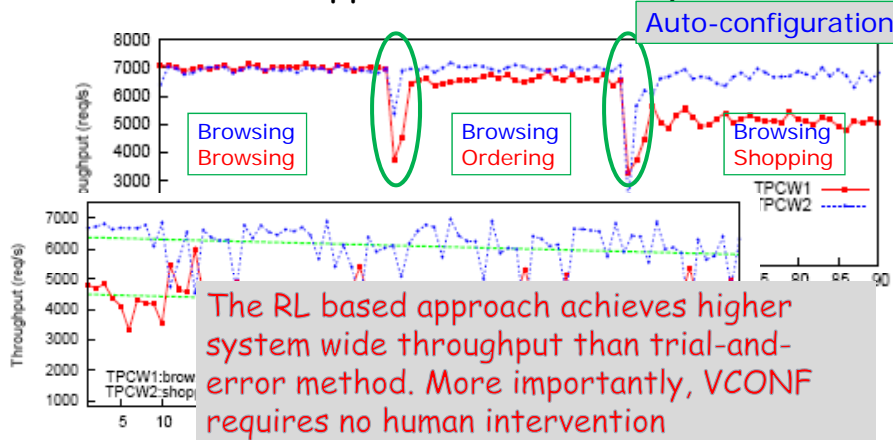 Auto-configuration
8000
7000
6000
5000
4000
3000
Browsing
Browsing
Browsing
Ordering
Browsing
Shopping
TPCW1
TPCW2
80
85
90
Throughput (req/s)
7000
6000
5000
4000
3000
2000
1000
5
10
The RL based approach achieves higher
system wide throughput than trial-and-
error method. More importantly, VCONF
requires no human intervention